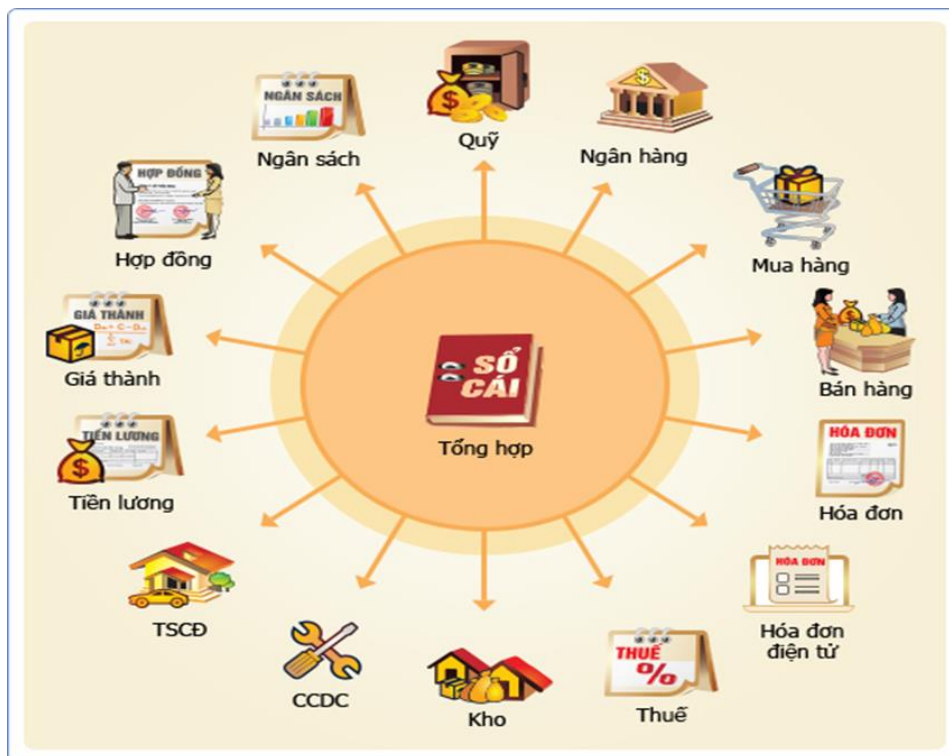 NGÂN SÁCH
Ngân sách
Quỹ
Ngân hàng
HỢP ĐỒNG
Hợp đồng
Mua hàng
GIÁ THÀNH
Giá thành
Bán hàng
SỔ
CÁI
Tổng hợp
TIỀN LƯƠNG
Tiền lương
HÓA ĐƠN
Hóa đơn
TSCĐ
HÓA ĐƠN
Hóa đơn
điện tử
CCDC
Kho
THUẾ
%
Thuế